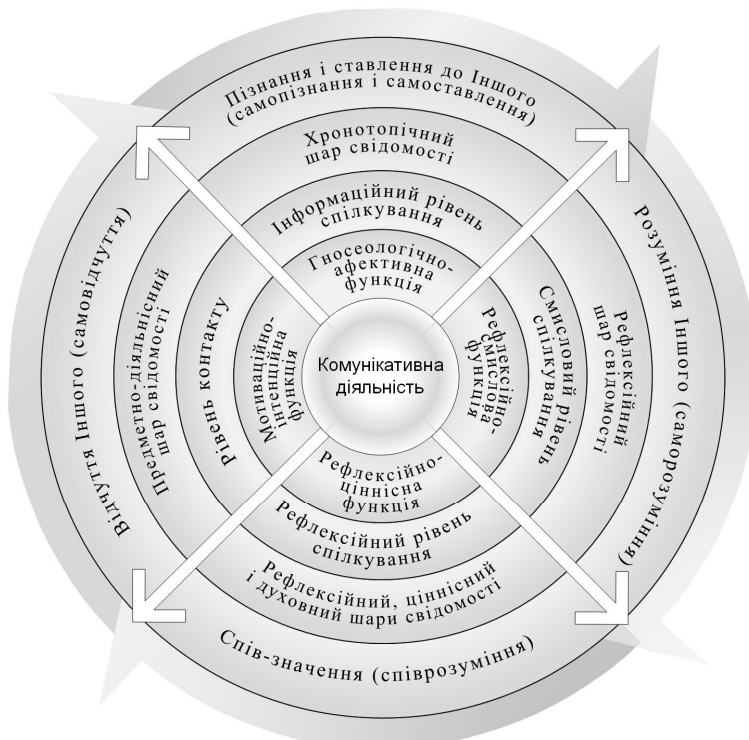 Пізнання і ставлення до Іншого
(самопізнання і самоставлення)
Хронотопічний
шар свідомості
Інформаційний рівень
спілкування
Гносеологічно-
афективна
функція
Відчуття Іншого (самовідчуття)
Предметно-діяльнісний
шар свідомості
Рівень контакту
Мотиваційно-
інтенційна
функція
Комунікативна
діяльність
Рефлексійно-
смислова
функція
Смисловий рівень
спілкування
Рефлексійний
шар свідомості
Розуміння Іншого (саморозуміння)
Рефлексійно-
ціннісна
функція
Рефлексійний рівень
спілкування
Рефлексійний, ціннісний
і духовний шари свідомості
Спів-значення (співрозуміння)